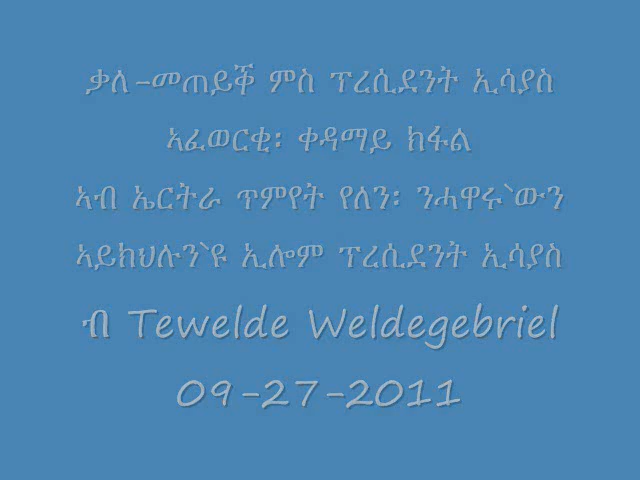 ቃለ-መጠይቕ ምስ ፕረሲደንት ኢሳያስ
ኣፈወርቂ፡ ቀዳማይ ክፋል
ኣብ ኤርትራ ጥምየት የለን፡ ንሓዋሩ`ውን
ኣይክህሉን`ዩ ኢሎም ፕረሲደንት ኢሳያስ
ብ Tewelde Weldegebriel
09-27-2011